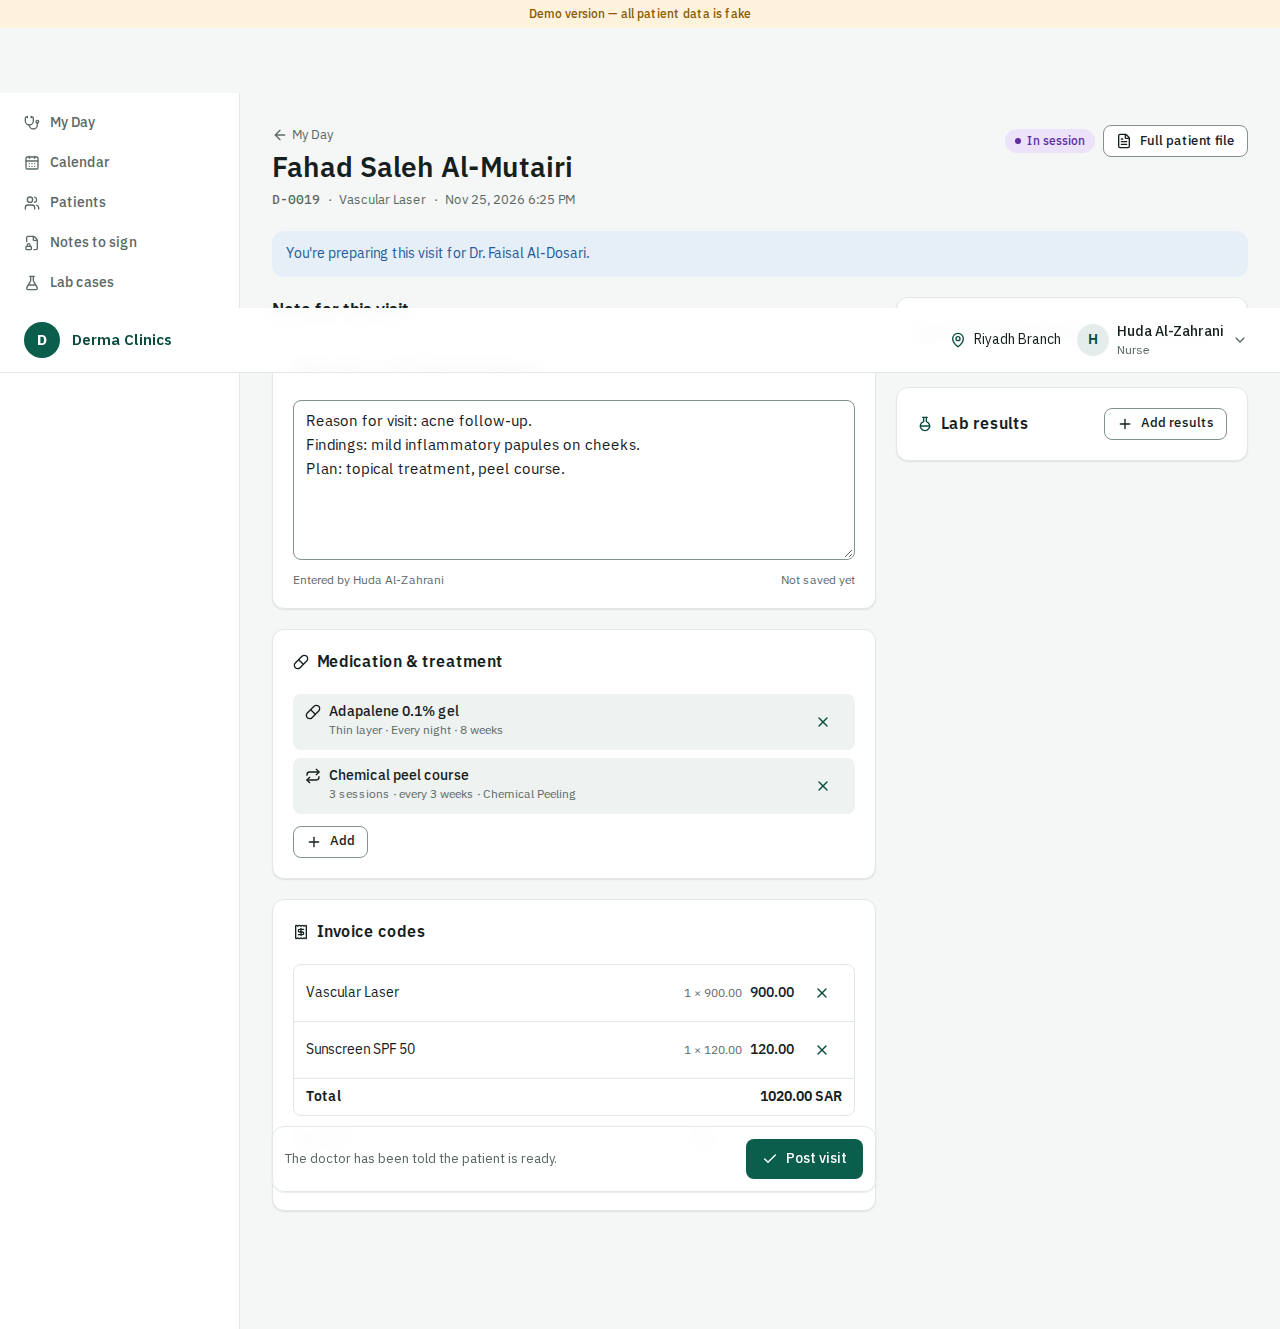 Demo version — all patient data is fake
My Day
Calendar
Patients
Notes to sign
Lab cases
My Day
Fahad Saleh Al-Mutairi
D-0019 · Vascular Laser · Nov 25, 2026 6:25 PM
In session
Full patient file
You're preparing this visit for Dr. Faisal Al-Dosari.
Note for this visit
D
Derma Clinics
Riyadh Branch
H
Huda Al-Zahrani
Nurse
Reason for visit: acne follow-up.
Findings: mild inflammatory papules on cheeks.
Plan: topical treatment, peel course.
Entered by Huda Al-Zahrani
Not saved yet
Lab results
Add results
Medication & treatment
Adapalene 0.1% gel
Thin layer · Every night · 8 weeks
Chemical peel course
3 sessions · every 3 weeks · Chemical Peeling
Add
Invoice codes
Vascular Laser 1 × 900.00 900.00
Sunscreen SPF 50 1 × 120.00 120.00
Total 1020.00 SAR
The doctor has been told the patient is ready.
Post visit